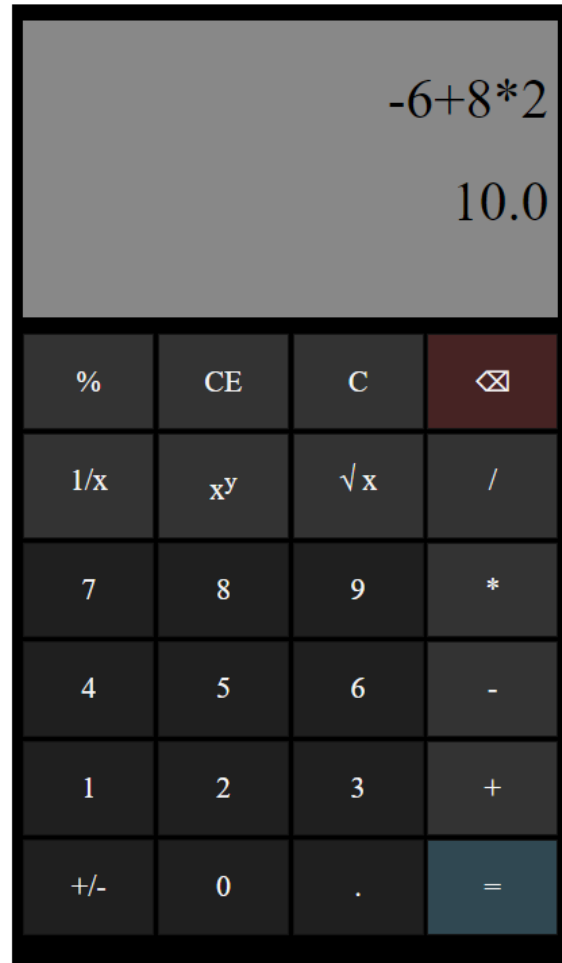 -6+8*2
10.0
% CE C ⌫
1/x xʸ √ x /
7 8 9 *
4 5 6 -
1 2 3 +
+/- 0 . =